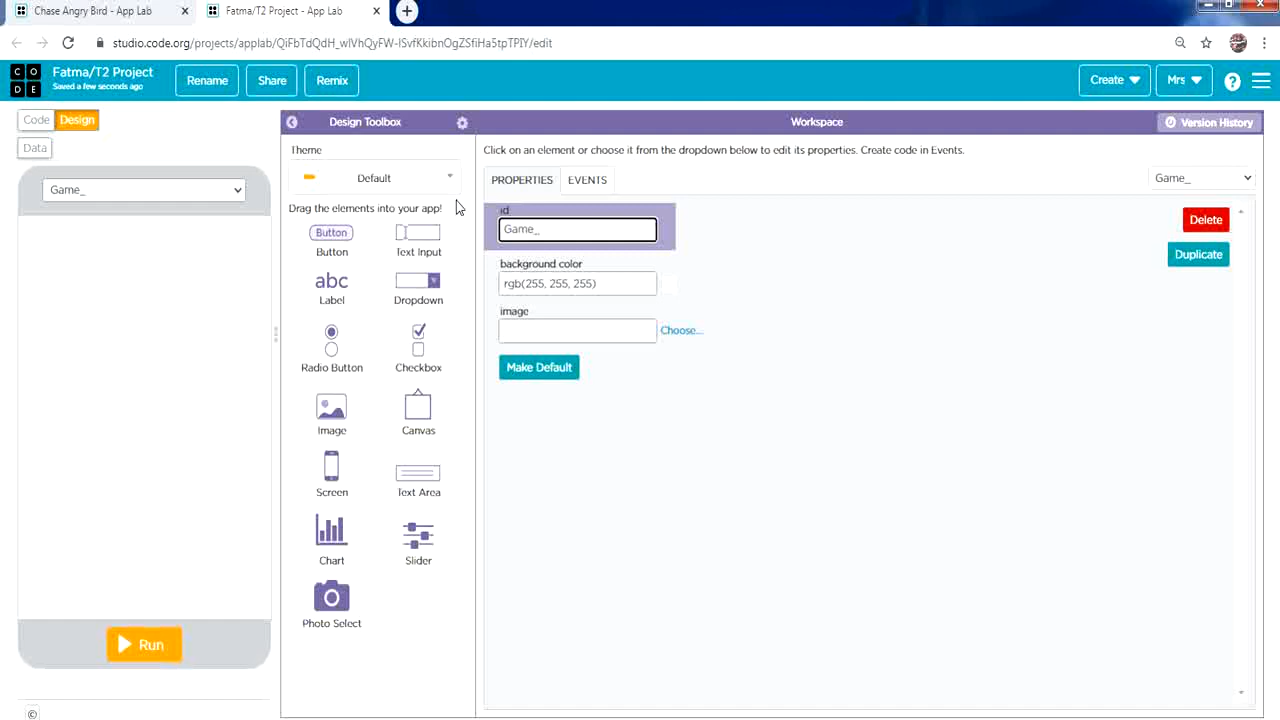 Chase Angry Bird - App Lab
Fatma/T2 Project - App Lab
studio.code.org/projects/applab/QiFbTdQdH_wlVhQyFW-lSvfKkibnOgZSfiHa5tpTPIY/edit
C O
D E
Fatma/T2 Project
Saved a few seconds ago
Rename
Share
Remix
Create
Mrs
?
Code
Design
Data
Game_
Run
©
Design Toolbox
Theme
Default
Drag the elements into your app!
Button
Button
Text Input
abc
Label
Dropdown
Radio Button
Checkbox
Image
Canvas
Screen
Text Area
Chart
Slider
Photo Select
Workspace
Version History
Click on an element or choose it from the dropdown below to edit its properties. Create code in Events.
PROPERTIES
EVENTS
Game_
id
Game_
background color
rgb(255, 255, 255)
image
Choose...
Make Default
Delete
Duplicate